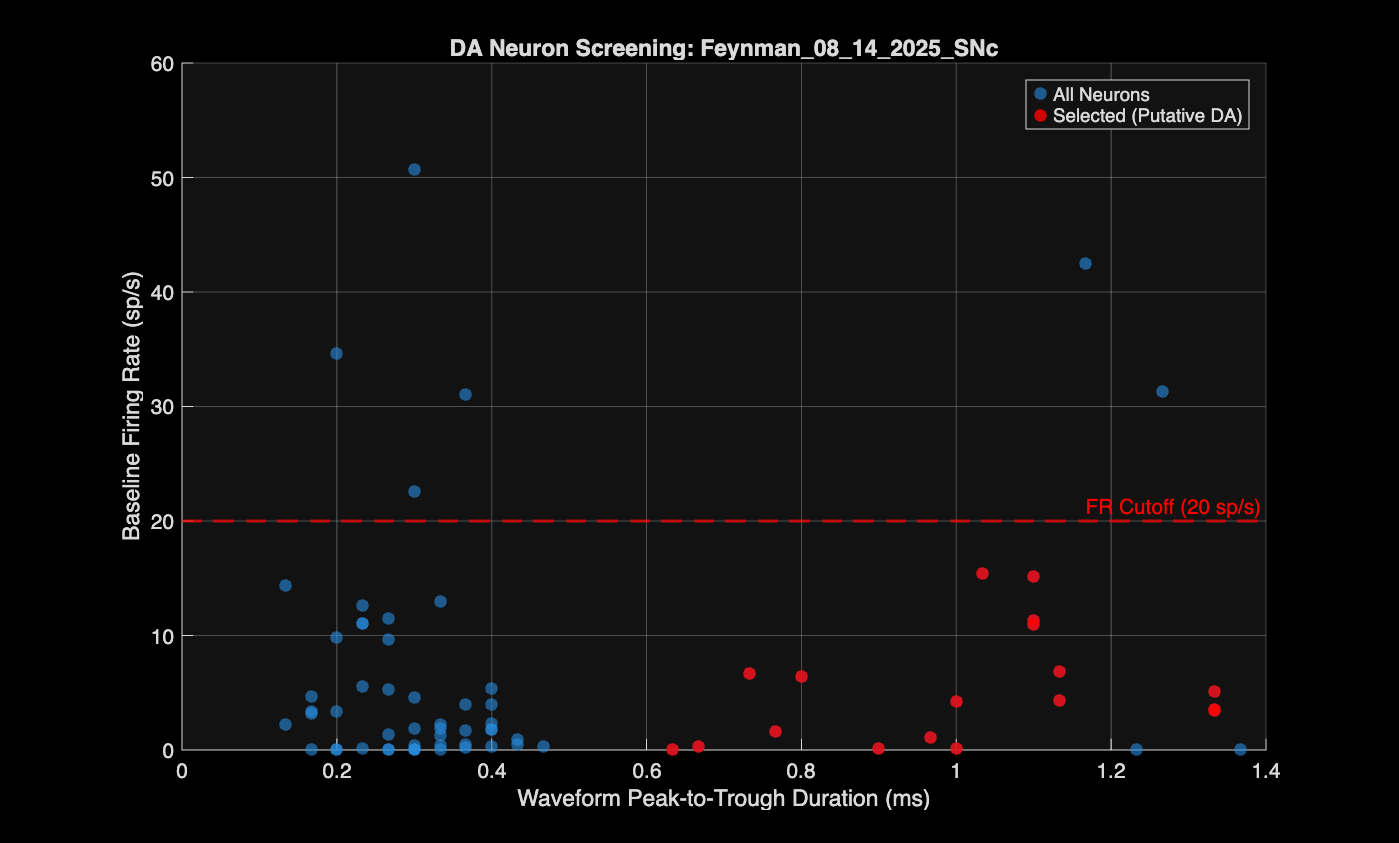 DA Neuron Screening: Feynman_08_14_2025_SNc
60
50
40
30
20
10
0
Baseline Firing Rate (sp/s)
All Neurons
Selected (Putative DA)
FR Cutoff (20 sp/s)
0 0.2 0.4 0.6 0.8 1 1.2 1.4
Waveform Peak-to-Trough Duration (ms)